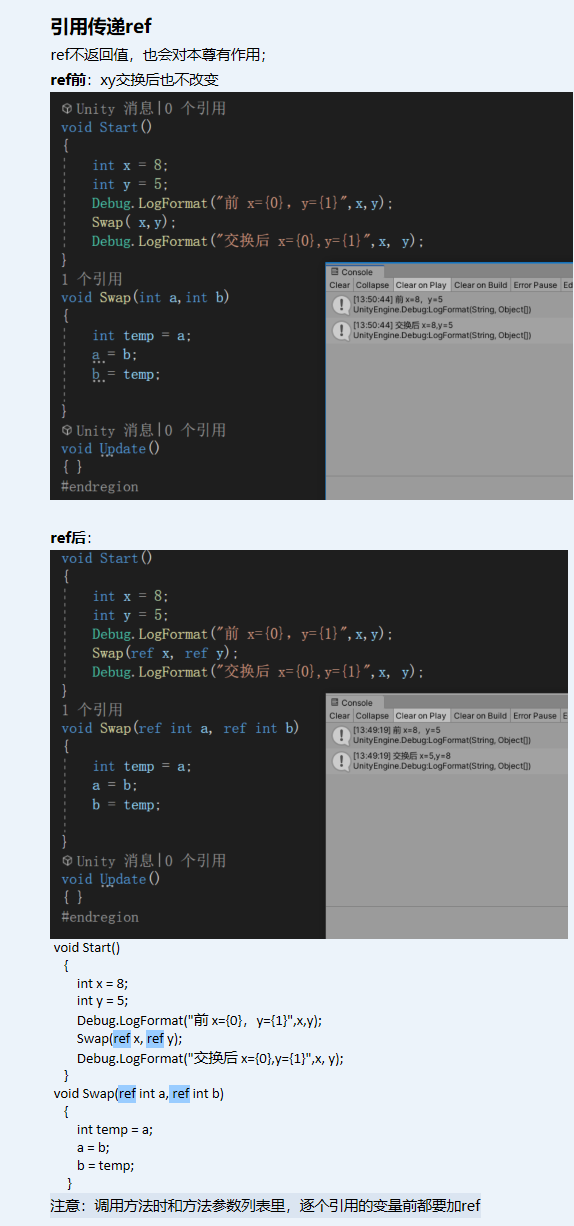 引用传递ref
ref不返回值，也会对本尊有作用；
ref前：xy交换后也不改变
Unity 消息|0 个引用
void Start()
{
int x = 8;
int y = 5;
Debug.LogFormat("前 x={0}，y={1}",x,y);
Swap( x,y);
Debug.LogFormat("交换后 x={0},y={1}",x, y);
}
1 个引用
void Swap(int a,int b)
{
int temp = a;
a = b;
b = temp;
}
Unity 消息|0 个引用
void Update()
{ }
#endregion
Console
Clear Collapse Clear on Play Clear on Build Error Pause Ed
[13:50:44] 前 x=8，y=5
UnityEngine.Debug:LogFormat(String, Object[])
[13:50:44] 交换后 x=8,y=5
UnityEngine.Debug:LogFormat(String, Object[])
ref后：
void Start()
{
int x = 8;
int y = 5;
Debug.LogFormat("前 x={0}，y={1}",x,y);
Swap(ref x, ref y);
Debug.LogFormat("交换后 x={0},y={1}",x, y);
}
1 个引用
void Swap(ref int a, ref int b)
{
int temp = a;
a = b;
b = temp;
}
Unity 消息|0 个引用
void Update()
{ }
#endregion
Console
Clear Collapse Clear on Play Clear on Build Error Pause E
[13:49:19] 前 x=8，y=5
UnityEngine.Debug:LogFormat(String, Object[])
[13:49:19] 交换后 x=5,y=8
UnityEngine.Debug:LogFormat(String, Object[])
void Start()
{
int x = 8;
int y = 5;
Debug.LogFormat("前 x={0}，y={1}",x,y);
Swap(ref x, ref y);
Debug.LogFormat("交换后 x={0},y={1}",x, y);
}
void Swap(ref int a, ref int b)
{
int temp = a;
a = b;
b = temp;
}
注意：调用方法时和方法参数列表里，逐个引用的变量前都要加ref